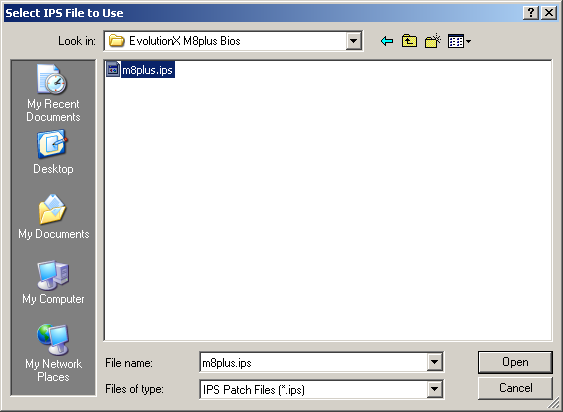 Select IPS File to Use
Look in:
EvolutionX M8plus Bios
m8plus.ips
My Recent
Documents
Desktop
My Documents
My Computer
My Network
Places
File name:
m8plus.ips
Open
Files of type:
IPS Patch Files (*.ips)
Cancel